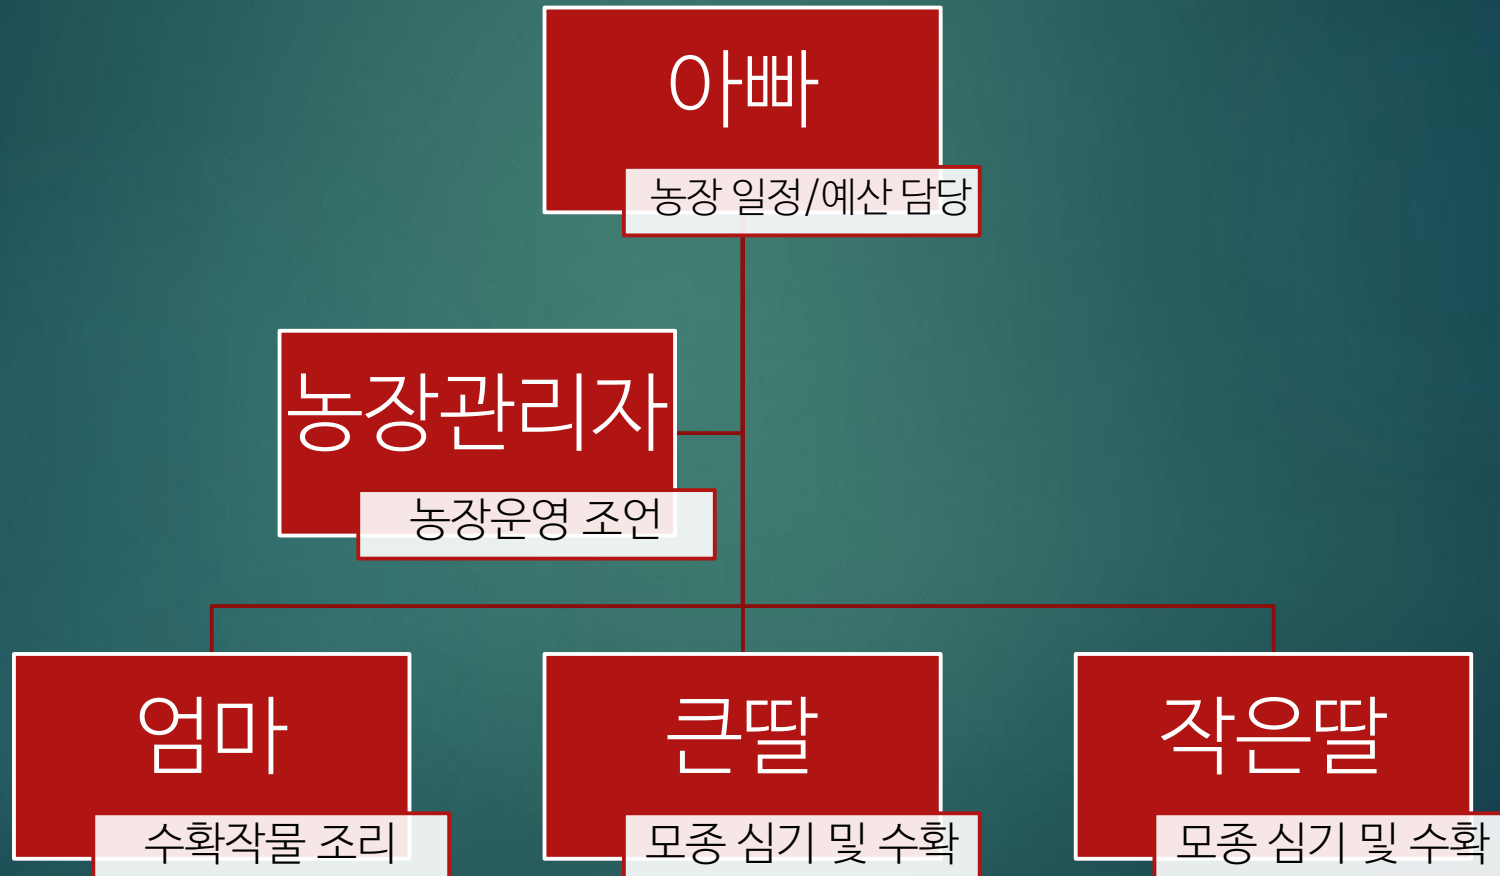 아빠
농장 일정/예산 담당
농장관리자
농장운영 조언
엄마
수확작물 조리
큰딸
모종 심기 및 수확
작은딸
모종 심기 및 수확